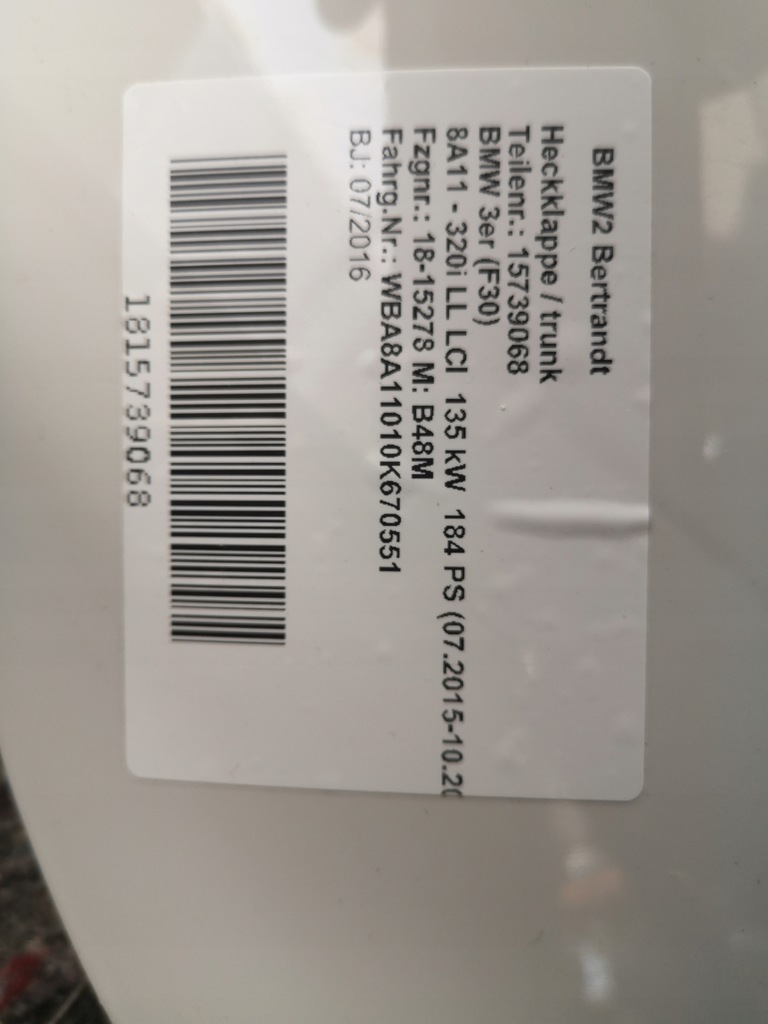 BMW2 Bertrandt
Heckklappe / trunk
Teilenr.: 15739068
BMW 3er (F30)
8A11 - 320i LL LCI 135 kW 184 PS (07.2015-10.20
Fzgnr.: 18-15278 M: B48M
Fahrg.Nr.: WBA8A11010K670551
BJ: 07/2016
1815739068